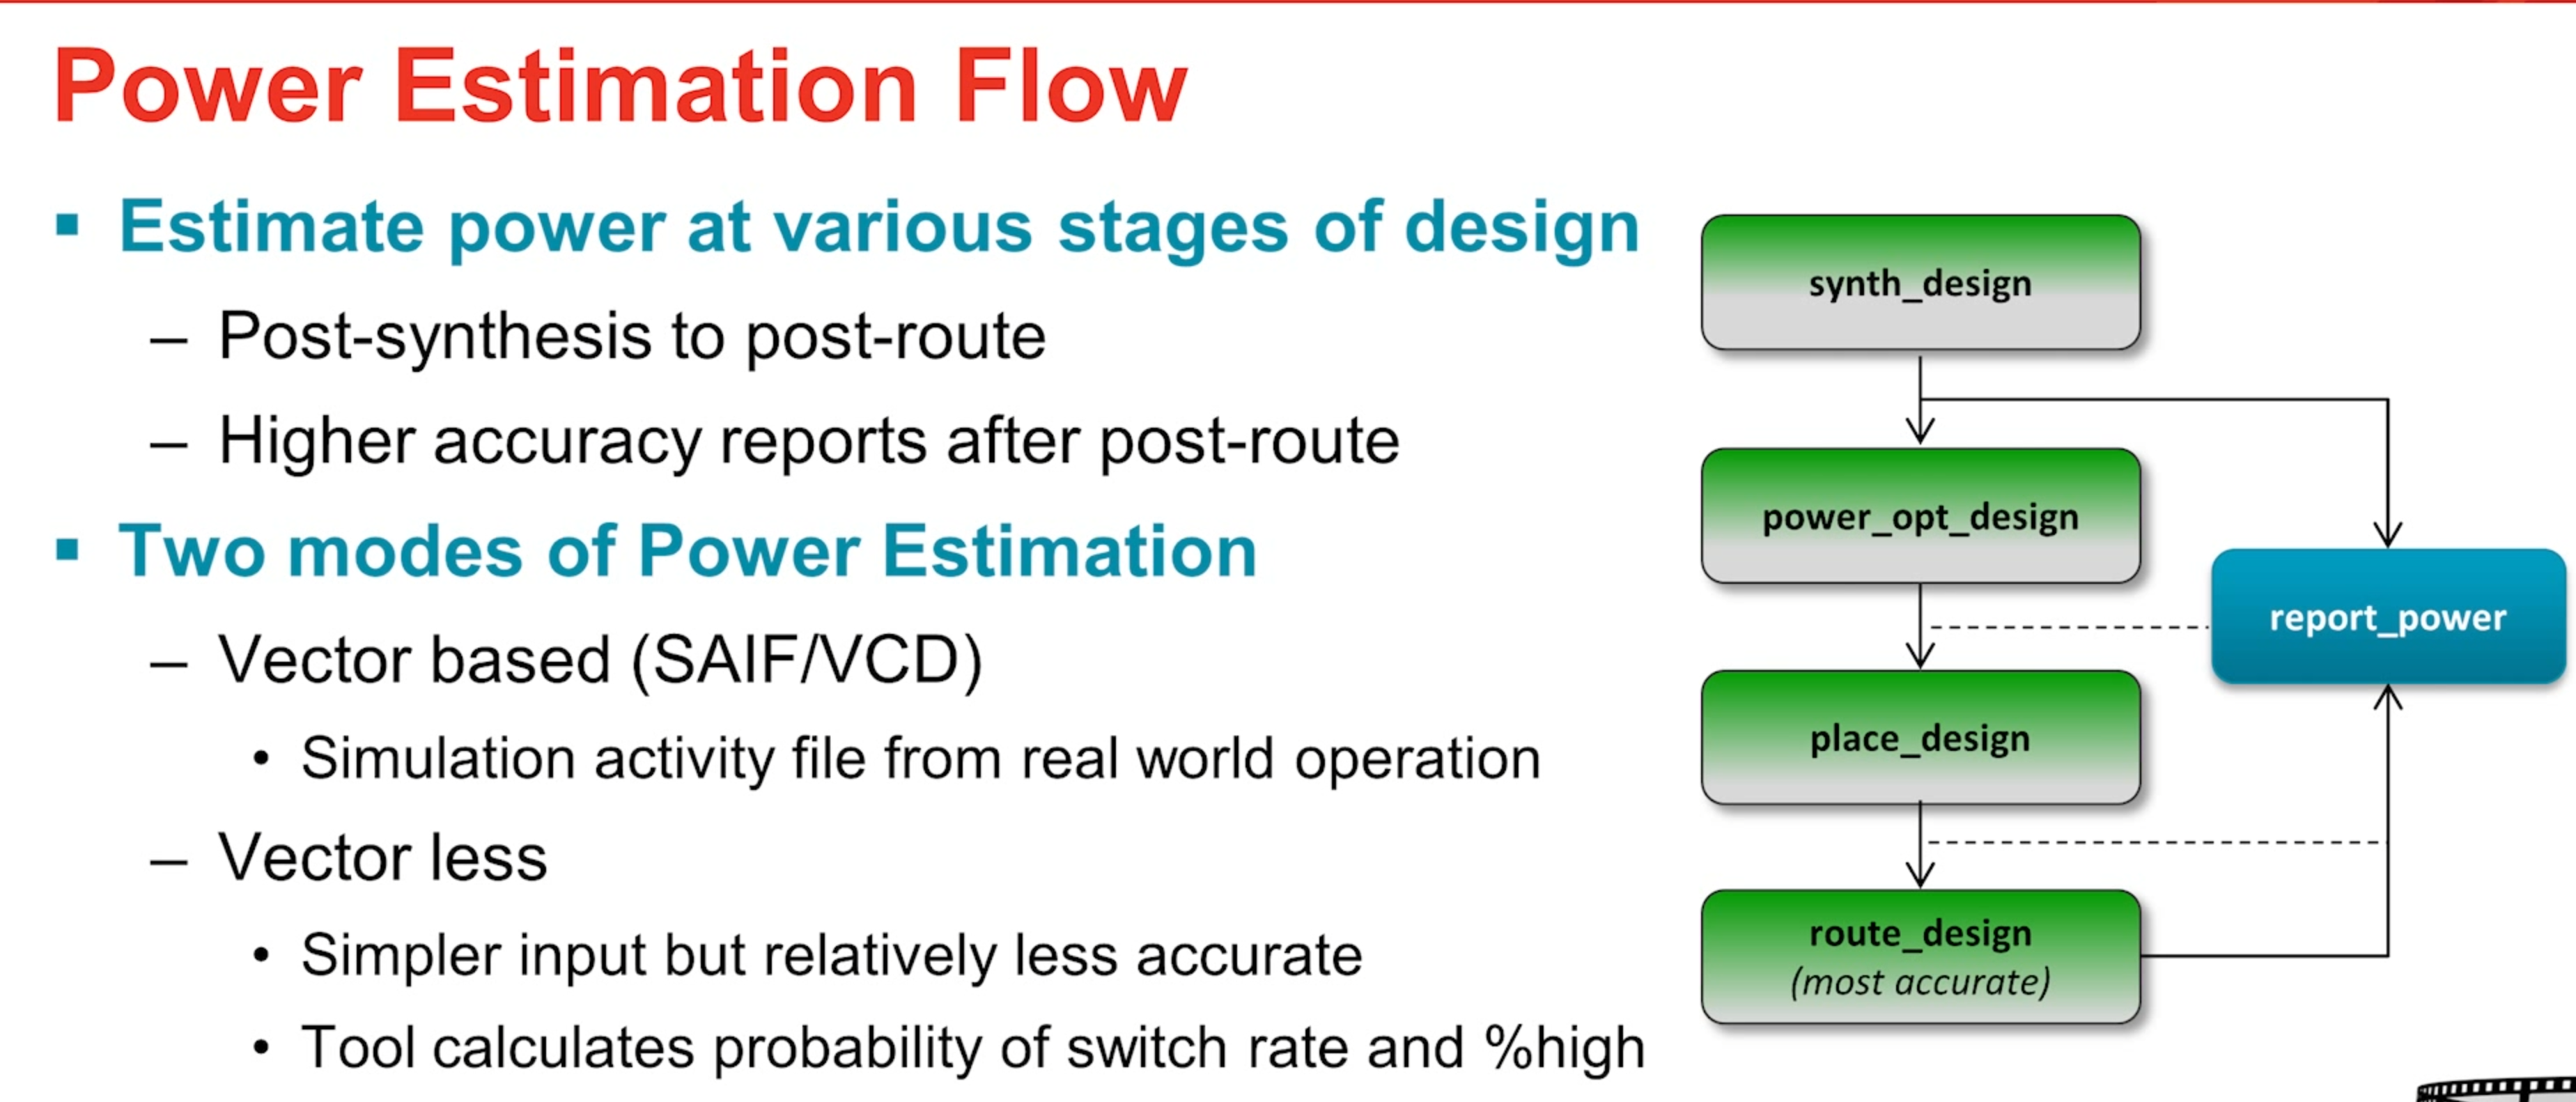 Power Estimation Flow
Estimate power at various stages of design
– Post-synthesis to post-route
– Higher accuracy reports after post-route
Two modes of Power Estimation
– Vector based (SAIF/VCD)
• Simulation activity file from real world operation
– Vector less
• Simpler input but relatively less accurate
• Tool calculates probability of switch rate and %high
synth_design
power_opt_design
report_power
place_design
route_design
(most accurate)